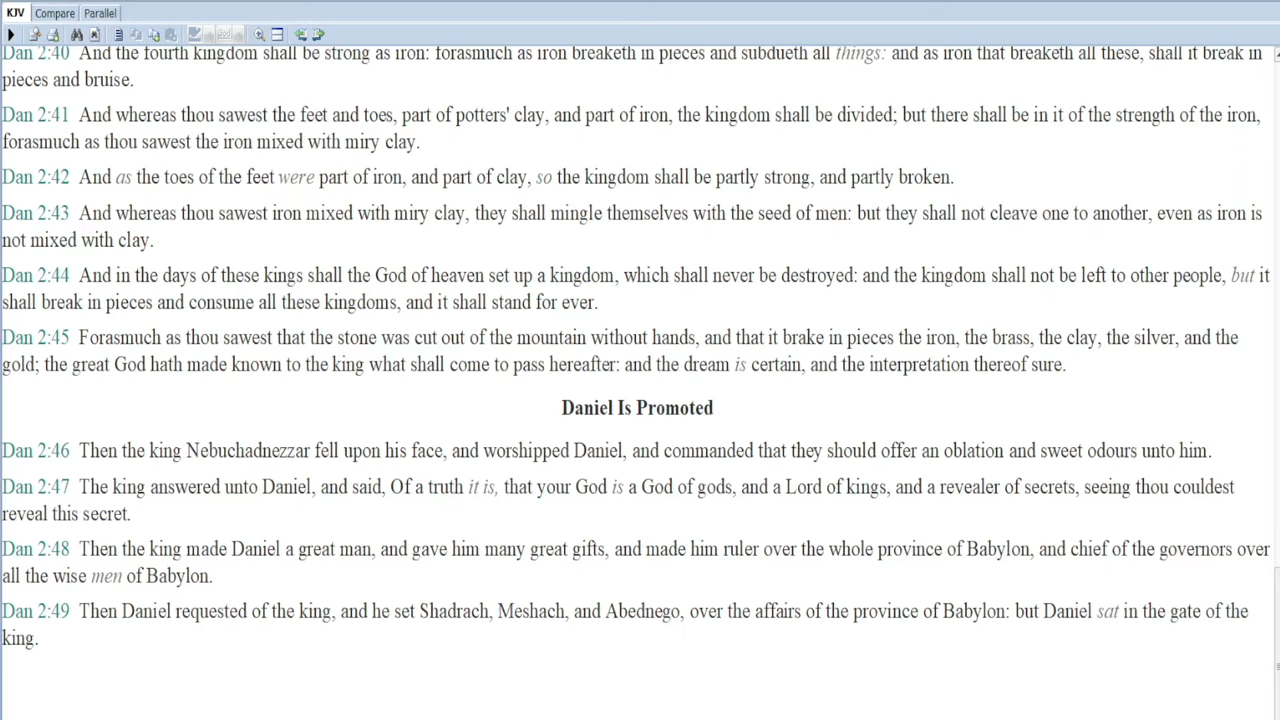 KJV Compare Parallel
Dan 2:40 And the fourth kingdom shall be strong as iron: forasmuch as iron breaketh in pieces and subdueth all things: and as iron that breaketh all these, shall it break in
pieces and bruise.
Dan 2:41 And whereas thou sawest the feet and toes, part of potters' clay, and part of iron, the kingdom shall be divided; but there shall be in it of the strength of the iron,
forasmuch as thou sawest the iron mixed with miry clay.
Dan 2:42 And as the toes of the feet were part of iron, and part of clay, so the kingdom shall be partly strong, and partly broken.
Dan 2:43 And whereas thou sawest iron mixed with miry clay, they shall mingle themselves with the seed of men: but they shall not cleave one to another, even as iron is
not mixed with clay.
Dan 2:44 And in the days of these kings shall the God of heaven set up a kingdom, which shall never be destroyed: and the kingdom shall not be left to other people, but it
shall break in pieces and consume all these kingdoms, and it shall stand for ever.
Dan 2:45 Forasmuch as thou sawest that the stone was cut out of the mountain without hands, and that it brake in pieces the iron, the brass, the clay, the silver, and the
gold; the great God hath made known to the king what shall come to pass hereafter: and the dream is certain, and the interpretation thereof sure.
Daniel Is Promoted
Dan 2:46 Then the king Nebuchadnezzar fell upon his face, and worshipped Daniel, and commanded that they should offer an oblation and sweet odours unto him.
Dan 2:47 The king answered unto Daniel, and said, Of a truth it is, that your God is a God of gods, and a Lord of kings, and a revealer of secrets, seeing thou couldest
reveal this secret.
Dan 2:48 Then the king made Daniel a great man, and gave him many great gifts, and made him ruler over the whole province of Babylon, and chief of the governors over
all the wise men of Babylon.
Dan 2:49 Then Daniel requested of the king, and he set Shadrach, Meshach, and Abednego, over the affairs of the province of Babylon: but Daniel sat in the gate of the
king.